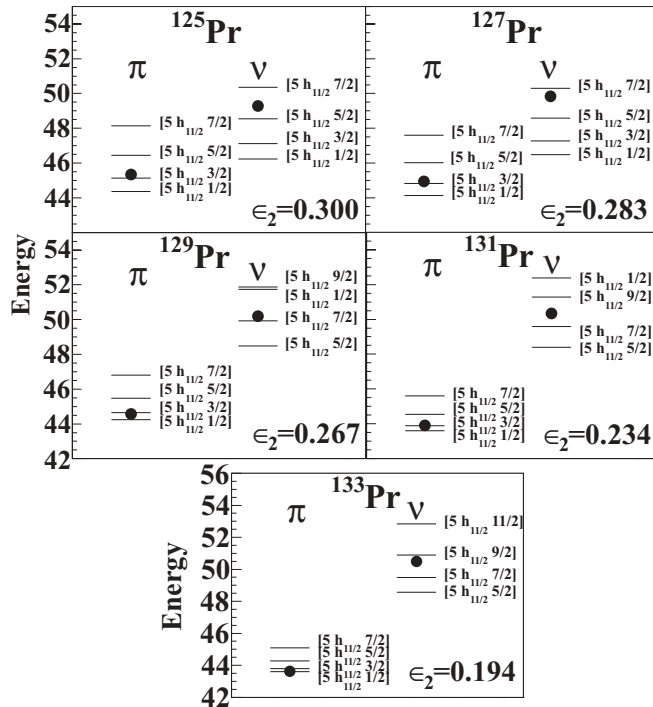 54
125Pr
127Pr
52
π
ν
[5 h11/2 7/2]
π
ν
[5 h11/2 7/2]
50
[5 h11/2 7/2]
[5 h11/2 5/2]
[5 h11/2 7/2]
[5 h11/2 5/2]
48
[5 h11/2 5/2]
[5 h11/2 3/2]
[5 h11/2 5/2]
[5 h11/2 3/2]
46
[5 h11/2 3/2]
[5 h11/2 1/2]
[5 h11/2 3/2]
[5 h11/2 1/2]
44
[5 h11/2 1/2]
ϵ2=0.300
[5 h11/2 1/2]
ϵ2=0.283
Energy
54
129Pr
131Pr
52
π
ν
[5 h11/2 9/2]
π
ν
[5 h11/2 1/2]
[5 h11/2 1/2]
[5 h11/2 9/2]
50
[5 h11/2 7/2]
[5 h11/2 7/2]
48
[5 h11/2 7/2]
[5 h11/2 5/2]
[5 h11/2 7/2]
[5 h11/2 5/2]
46
[5 h11/2 5/2]
[5 h11/2 5/2]
44
[5 h11/2 3/2]
[5 h11/2 3/2]
[5 h11/2 1/2]
ϵ2=0.267
[5 h11/2 1/2]
ϵ2=0.234
42
56
133Pr
54
π
ν
[5 h11/2 11/2]
52
[5 h11/2 9/2]
50
[5 h11/2 7/2]
Energy
48
[5 h11/2 5/2]
46
[5 h11/2 7/2]
[5 h11/2 5/2]
44
[5 h11/2 3/2]
[5 h11/2 1/2]
ϵ2=0.194
42